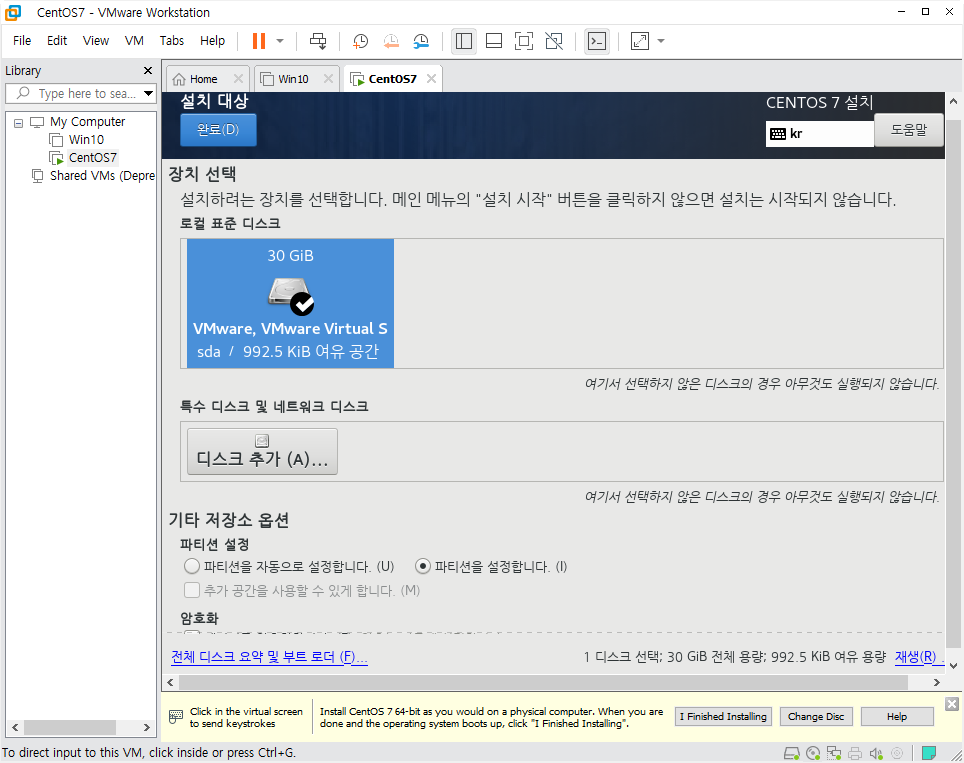 CentOS7 - VMware Workstation
File Edit View VM Tabs Help
Library
Type here to sea...
My Computer
Win10
CentOS7
Shared VMs (Depre
Home
Win10
CentOS7
설치 대상
완료(D)
CENTOS 7 설치
kr
도움말
장치 선택
설치하려는 장치를 선택합니다. 메인 메뉴의 "설치 시작" 버튼을 클릭하지 않으면 설치는 시작되지 않습니다.
로컬 표준 디스크
30 GiB
VMware, VMware Virtual S
sda / 992.5 KiB 여유 공간
여기서 선택하지 않은 디스크의 경우 아무것도 실행되지 않습니다.
특수 디스크 및 네트워크 디스크
디스크 추가 (A)...
여기서 선택하지 않은 디스크의 경우 아무것도 실행되지 않습니다.
기타 저장소 옵션
파티션 설정
파티션을 자동으로 설정합니다. (U) 파티션을 설정합니다. (I)
추가 공간을 사용할 수 있게 합니다. (M)
암호화
전체 디스크 요약 및 부트 로더 (F)... 1 디스크 선택; 30 GiB 전체 용량; 992.5 KiB 여유 용량 재생(R) .
Click in the virtual screen
to send keystrokes
Install CentOS 7 64-bit as you would on a physical computer. When you are
done and the operating system boots up, click "I Finished Installing".
I Finished Installing
Change Disc
Help
To direct input to this VM, click inside or press Ctrl+G.